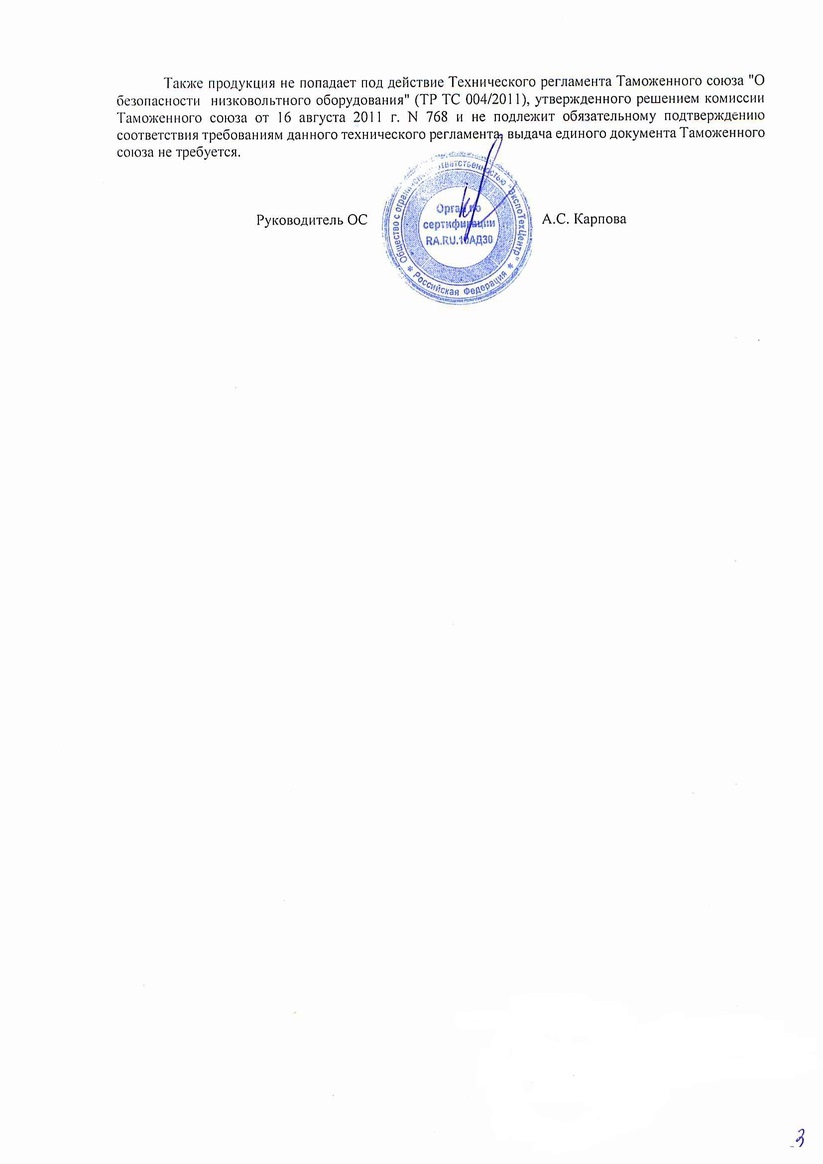 Также продукция не попадает под действие Технического регламента Таможенного союза "О
безопасности низковольтного оборудования" (ТР ТС 004/2011), утвержденного решением комиссии
Таможенного союза от 16 августа 2011 г. N 768 и не подлежит обязательному подтверждению
соответствия требованиям данного технического регламента, выдача единого документа Таможенного
союза не требуется.
Руководитель ОС
Общество с ответственностью "ЭкспоТехЦентр"
Орган по
сертификации
RA.RU.10АД30
* Российская Федерация *
А.С. Карпова
3